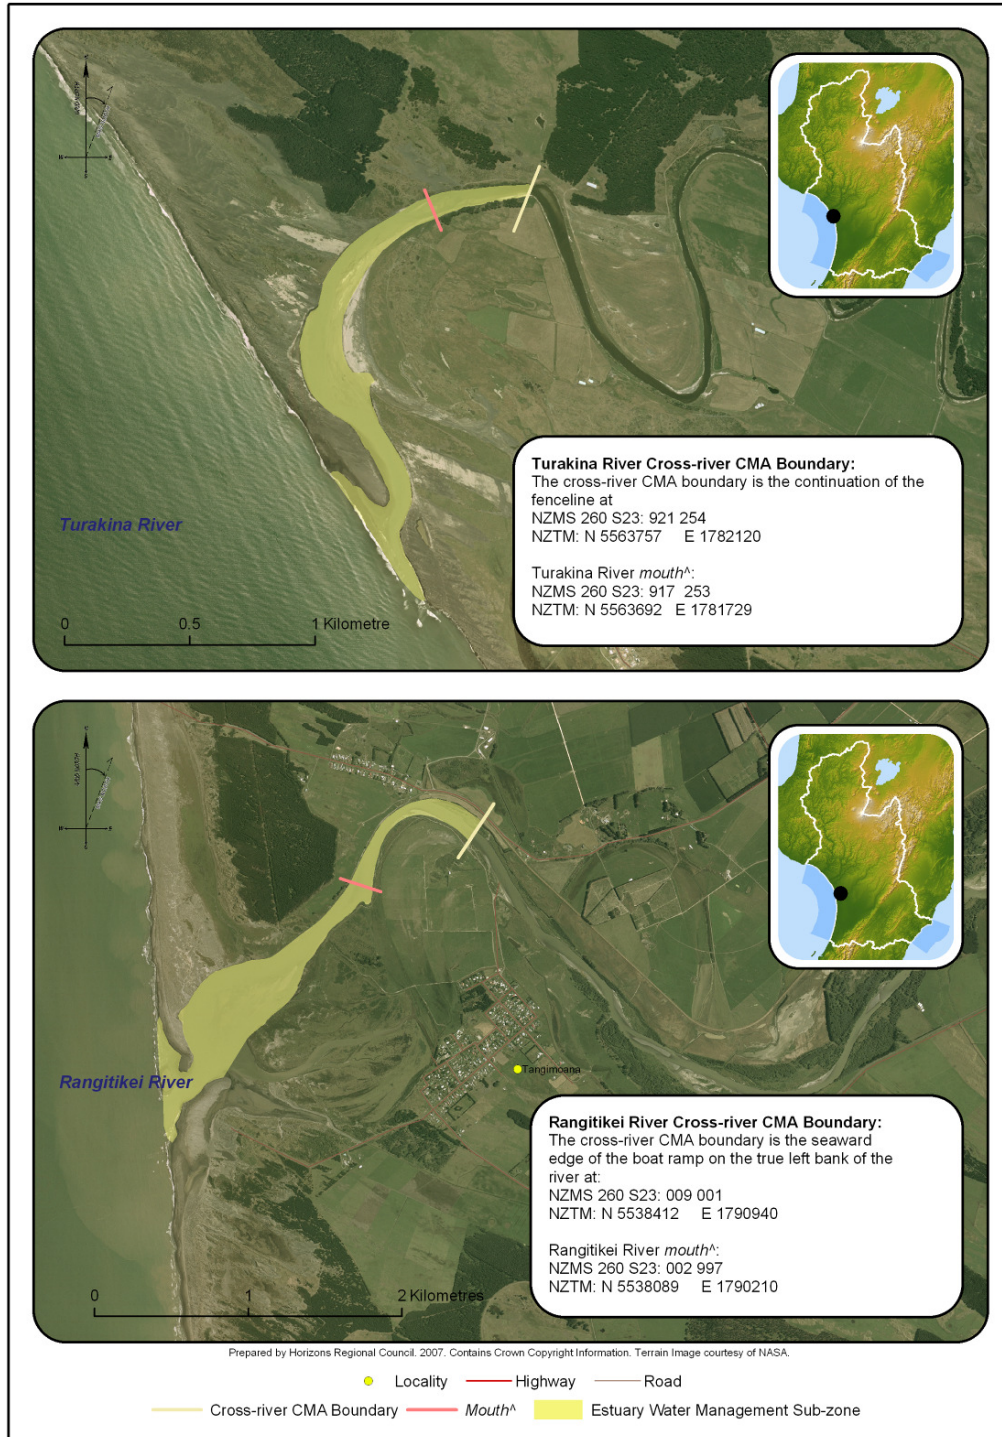 Turakina River
0
0.5
1 Kilometre
Turakina River Cross-river CMA Boundary:
The cross-river CMA boundary is the continuation of the
fenceline at
NZMS 260 S23: 921 254
NZTM: N 5563757 E 1782120
Turakina River mouth^:
NZMS 260 S23: 917 253
NZTM: N 5563692 E 1781729
Rangitikei River
Tangimoana
0
1
2 Kilometres
Rangitikei River Cross-river CMA Boundary:
The cross-river CMA boundary is the seaward
edge of the boat ramp on the true left bank of the
river at:
NZMS 260 S23: 009 001
NZTM: N 5538412 E 1790940
Rangitikei River mouth^:
NZMS 260 S23: 002 997
NZTM: N 5538089 E 1790210
Prepared by Horizons Regional Council. 2007. Contains Crown Copyright Information. Terrain Image courtesy of NASA.
Locality Highway Road
Cross-river CMA Boundary Mouth^ Estuary Water Management Sub-zone